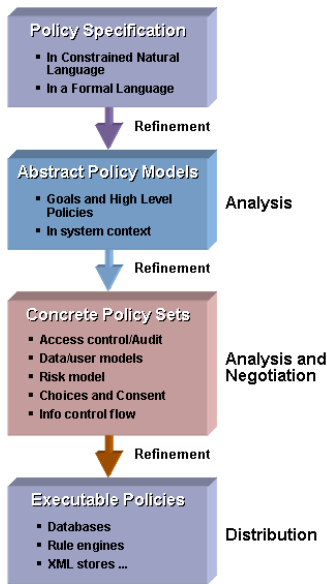 Policy Specification
▪ In Constrained Natural
Language
▪ In a Formal Language
Refinement
Abstract Policy Models
▪ Goals and High Level
Policies
▪ In system context
Analysis
Refinement
Concrete Policy Sets
▪ Access control/Audit
▪ Data/user models
▪ Risk model
▪ Choices and Consent
▪ Info control flow
Analysis and
Negotiation
Refinement
Executable Policies
▪ Databases
▪ Rule engines
▪ XML stores ...
Distribution